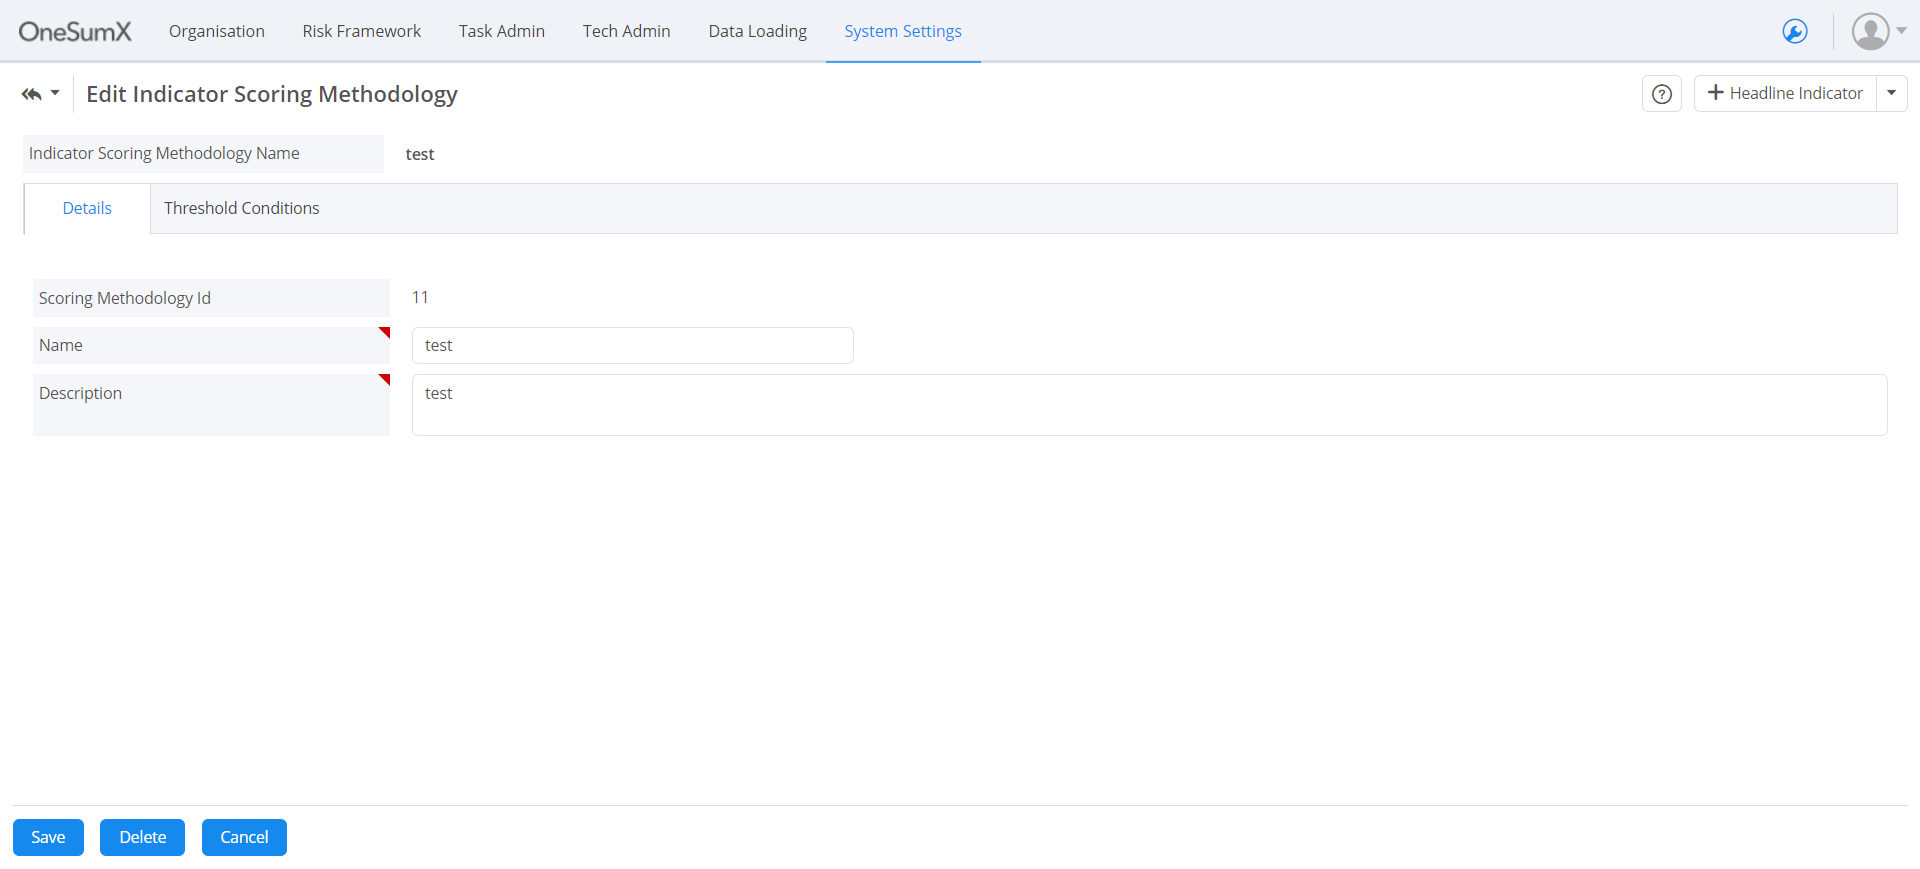 OneSumX Organisation Risk Framework Task Admin Tech Admin Data Loading System Settings
Edit Indicator Scoring Methodology
? Headline Indicator
Indicator Scoring Methodology Name test
Details Threshold Conditions
Scoring Methodology Id 11
Name test
Description test
Save Delete Cancel